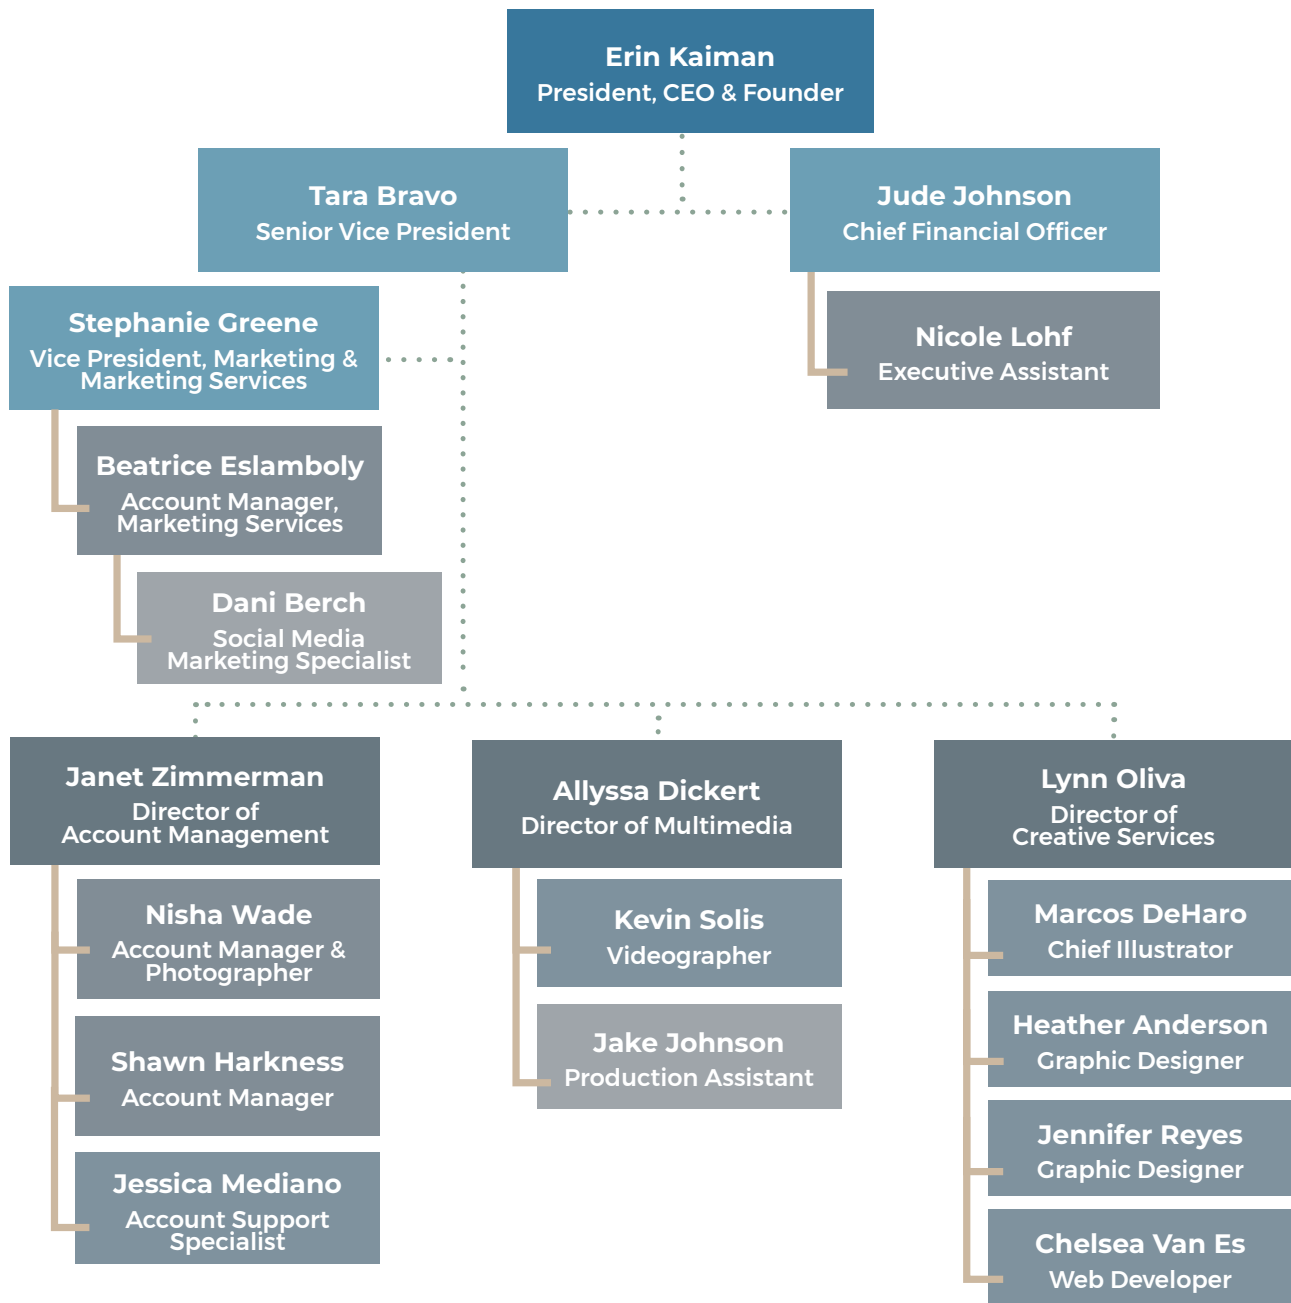 Erin Kaiman
President, CEO & Founder
Tara Bravo
Senior Vice President
Jude Johnson
Chief Financial Officer
Stephanie Greene
Vice President, Marketing &
Marketing Services
Nicole Lohf
Executive Assistant
Beatrice Eslamboly
Account Manager,
Marketing Services
Dani Berch
Social Media
Marketing Specialist
Janet Zimmerman
Director of
Account Management
Nisha Wade
Account Manager &
Photographer
Shawn Harkness
Account Manager
Jessica Mediano
Account Support
Specialist
Allyssa Dickert
Director of Multimedia
Kevin Solis
Videographer
Jake Johnson
Production Assistant
Lynn Oliva
Director of
Creative Services
Marcos DeHaro
Chief Illustrator
Heather Anderson
Graphic Designer
Jennifer Reyes
Graphic Designer
Chelsea Van Es
Web Developer